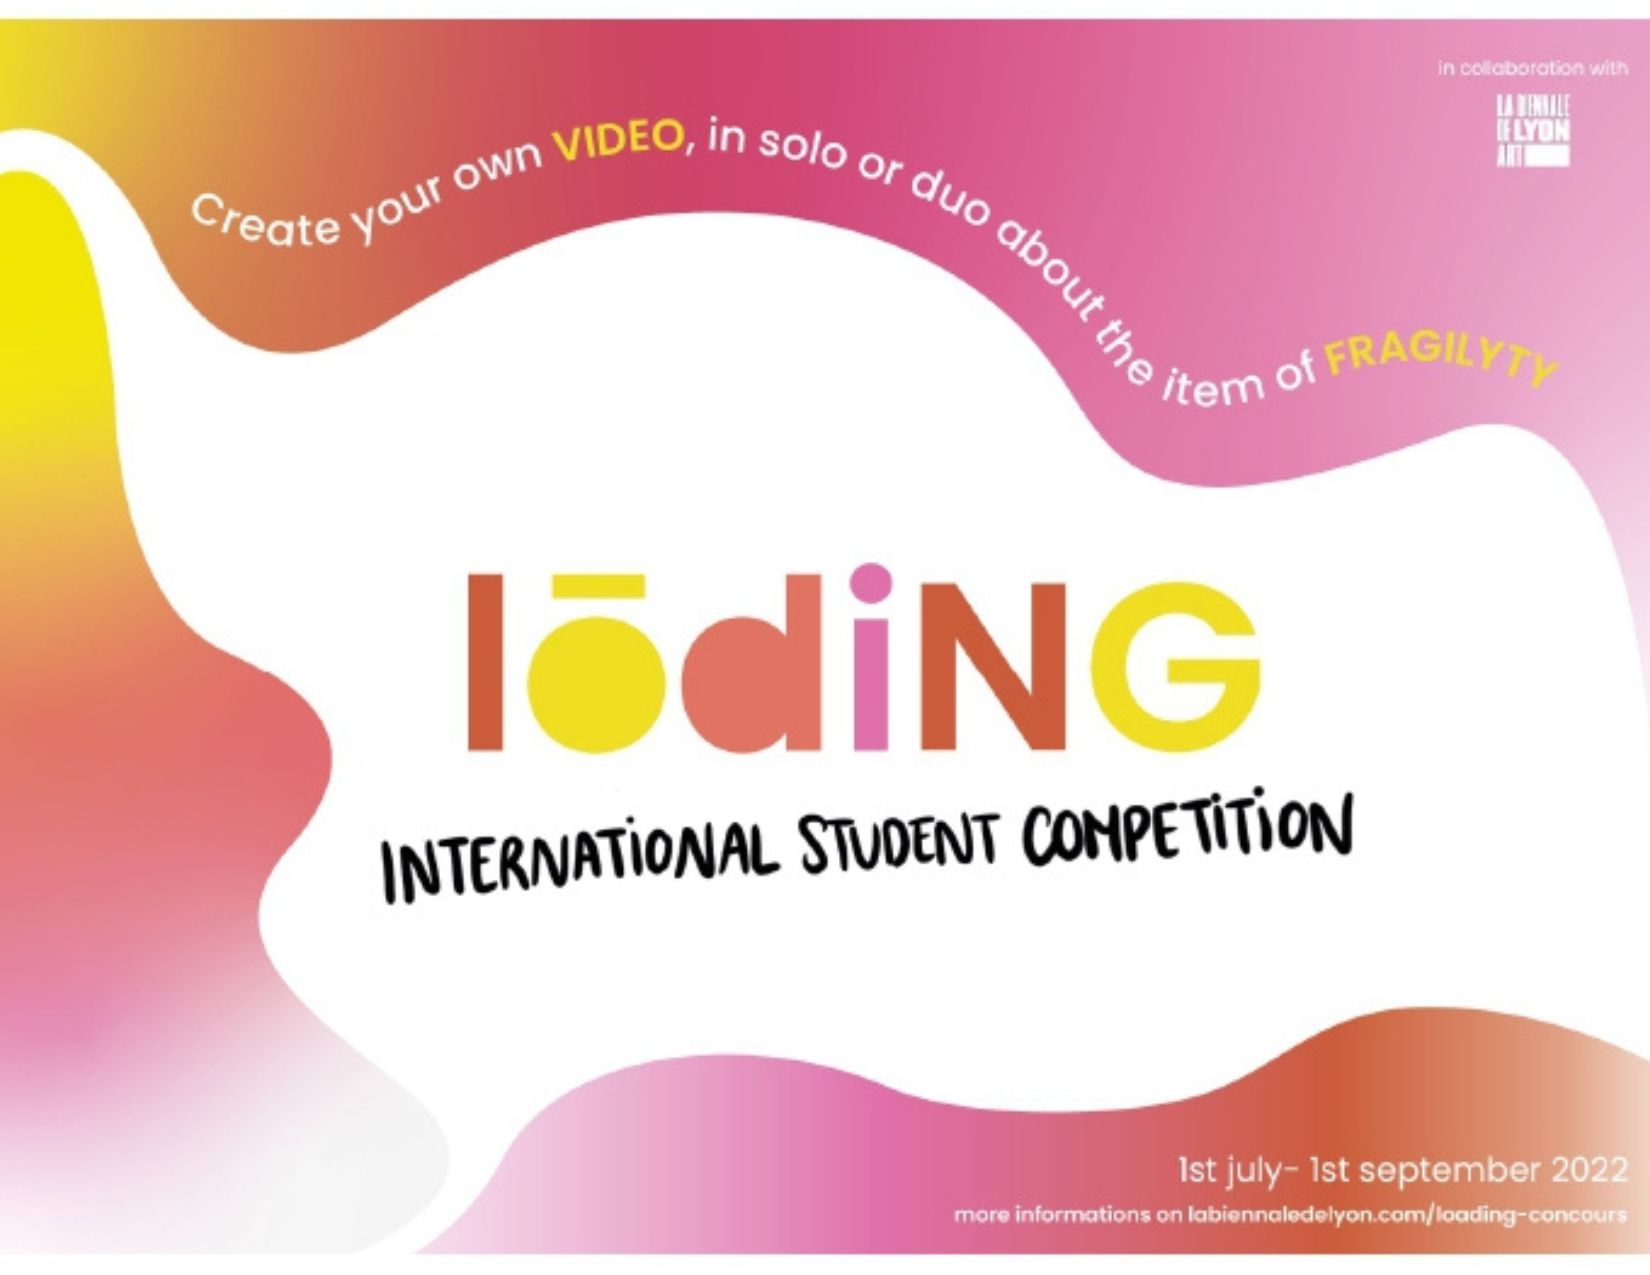 in collaboration with
LA BIENNALE
DE LYON
ART
Create your own VIDEO, in solo or duo about the item of FRAGILYTY
lōdiNG
INTERNATiONAL STUDENT COMPETiTiON
1st july- 1st september 2022
more informations on labiennaledelyon.com/loading-concours